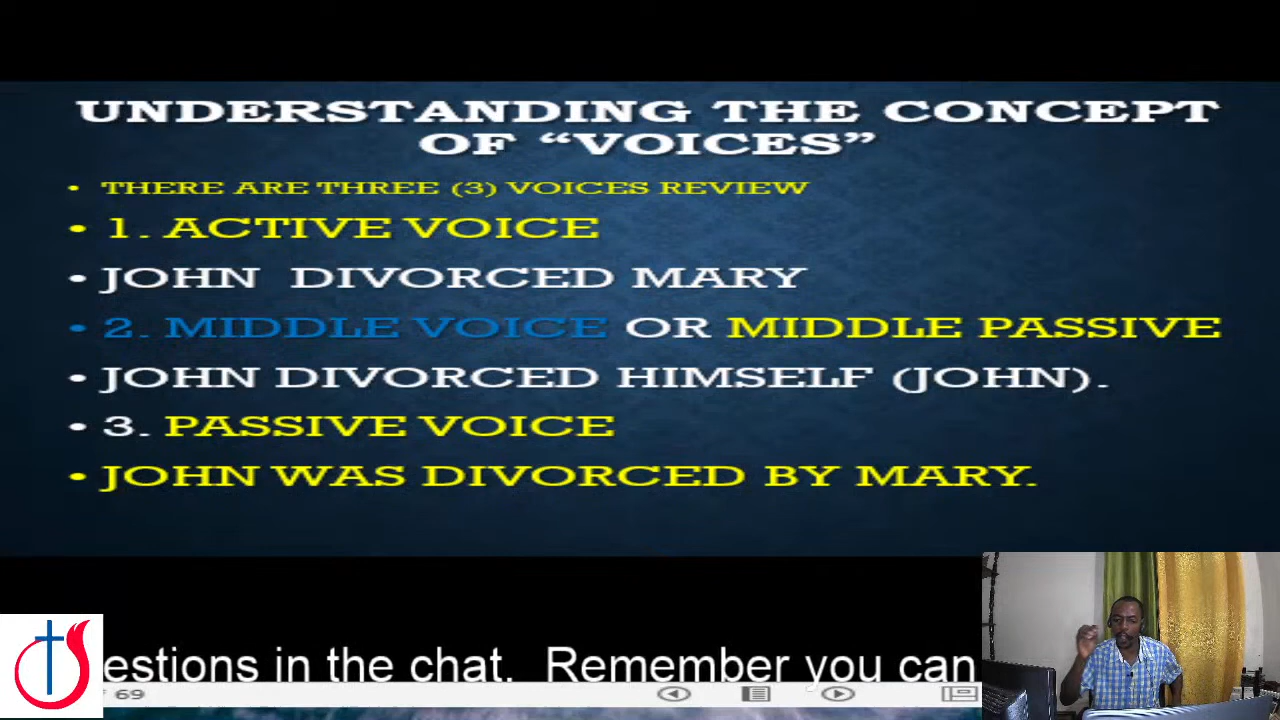 UNDERSTANDING THE CONCEPT
OF “VOICES”
• THERE ARE THREE (3) VOICES REVIEW
• 1. ACTIVE VOICE
• JOHN DIVORCED MARY
• 2. MIDDLE VOICE OR MIDDLE PASSIVE
• JOHN DIVORCED HIMSELF (JOHN).
• 3. PASSIVE VOICE
• JOHN WAS DIVORCED BY MARY.
estions in the chat. Remember you can
69